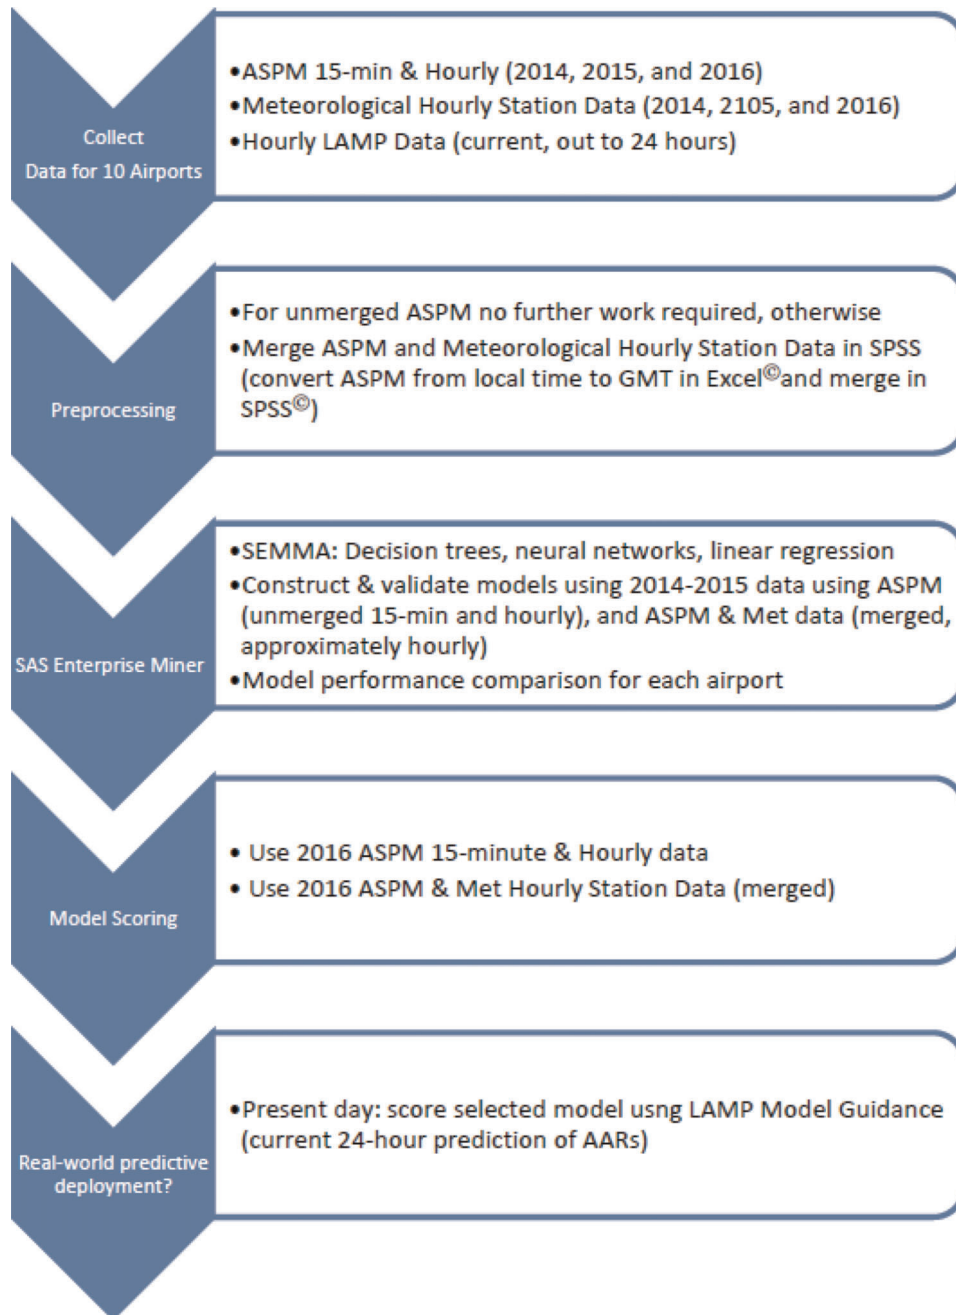 Collect
Data for 10 Airports
•ASPM 15-min & Hourly (2014, 2015, and 2016)
•Meteorological Hourly Station Data (2014, 2105, and 2016)
•Hourly LAMP Data (current, out to 24 hours)
Preprocessing
•For unmerged ASPM no further work required, otherwise
•Merge ASPM and Meteorological Hourly Station Data in SPSS
(convert ASPM from local time to GMT in Excel©and merge in
SPSS©)
SAS Enterprise Miner
•SEMMA: Decision trees, neural networks, linear regression
•Construct & validate models using 2014-2015 data using ASPM
(unmerged 15-min and hourly), and ASPM & Met data (merged,
approximately hourly)
•Model performance comparison for each airport
Model Scoring
• Use 2016 ASPM 15-minute & Hourly data
• Use 2016 ASPM & Met Hourly Station Data (merged)
Real-world predictive
deployment?
•Present day: score selected model usng LAMP Model Guidance
(current 24-hour prediction of AARs)